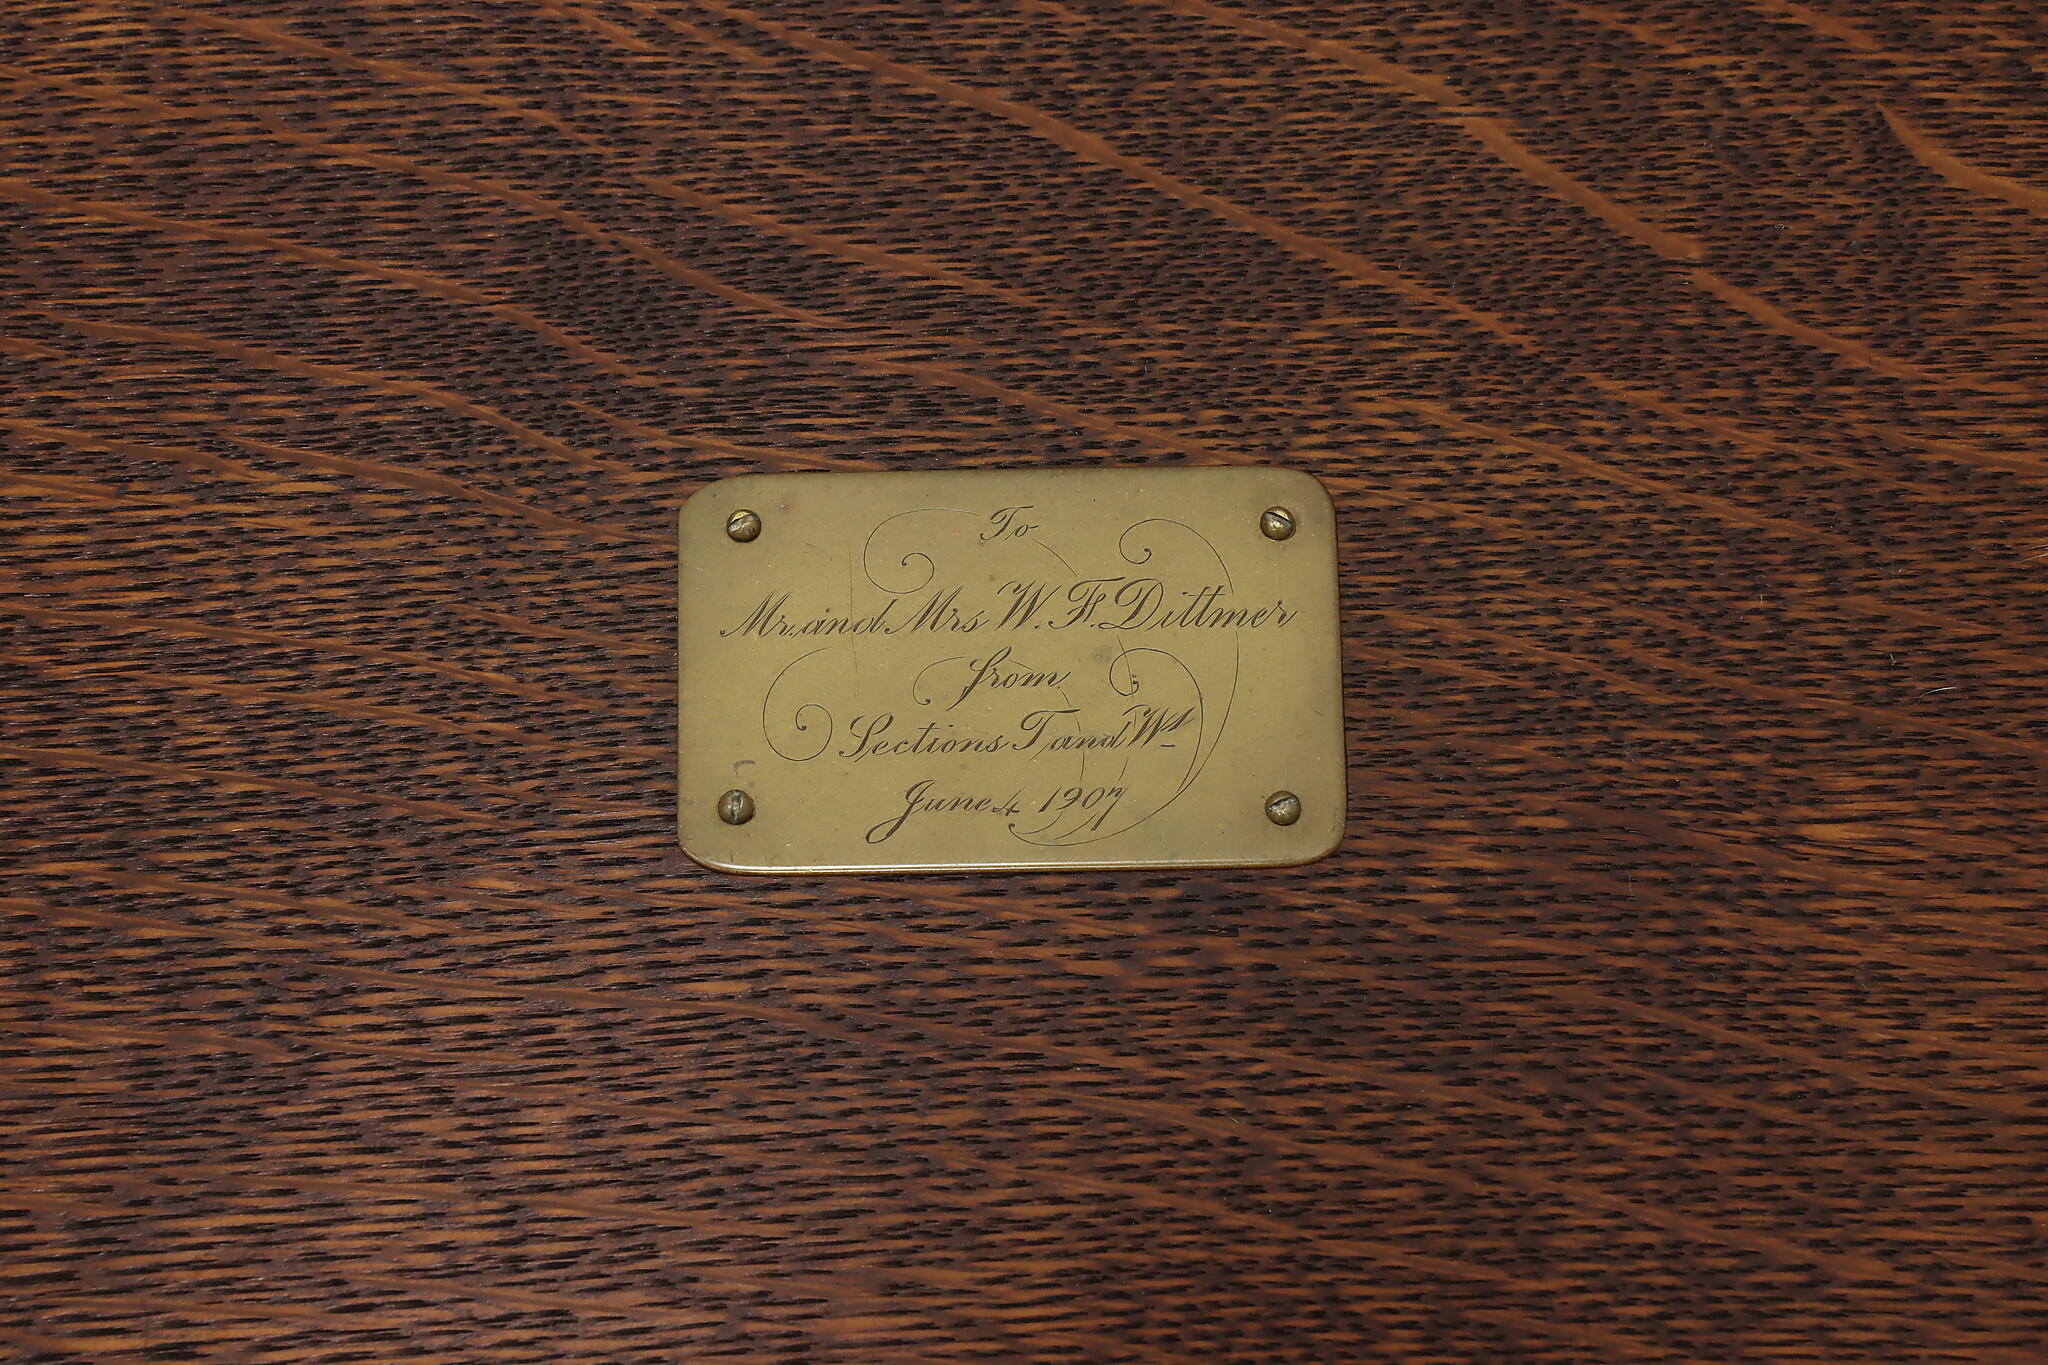 To
Mr. and Mrs W. F. Dittmer
from
Sections T and
June 4 1907